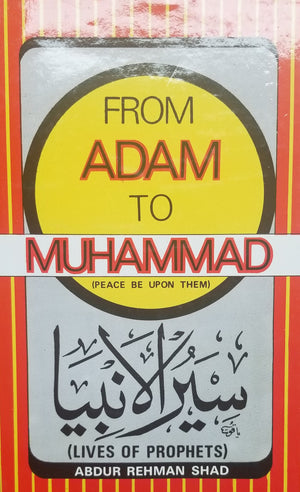 FROM
ADAM
TO
MUHAMMAD
(PEACE BE UPON THEM)
سیر الانبیا
(LIVES OF PROPHETS)
ABDUR REHMAN SHAD